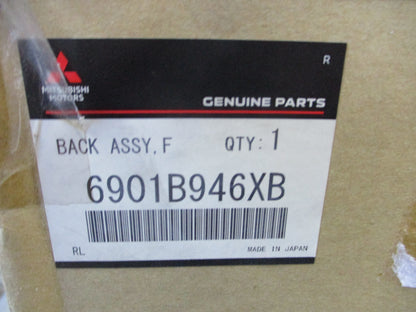 R
MITSUBISHI
MOTORS
GENUINE PARTS
BACK ASSY, F QTY: 1
6901B946XB
RL MADE IN JAPAN